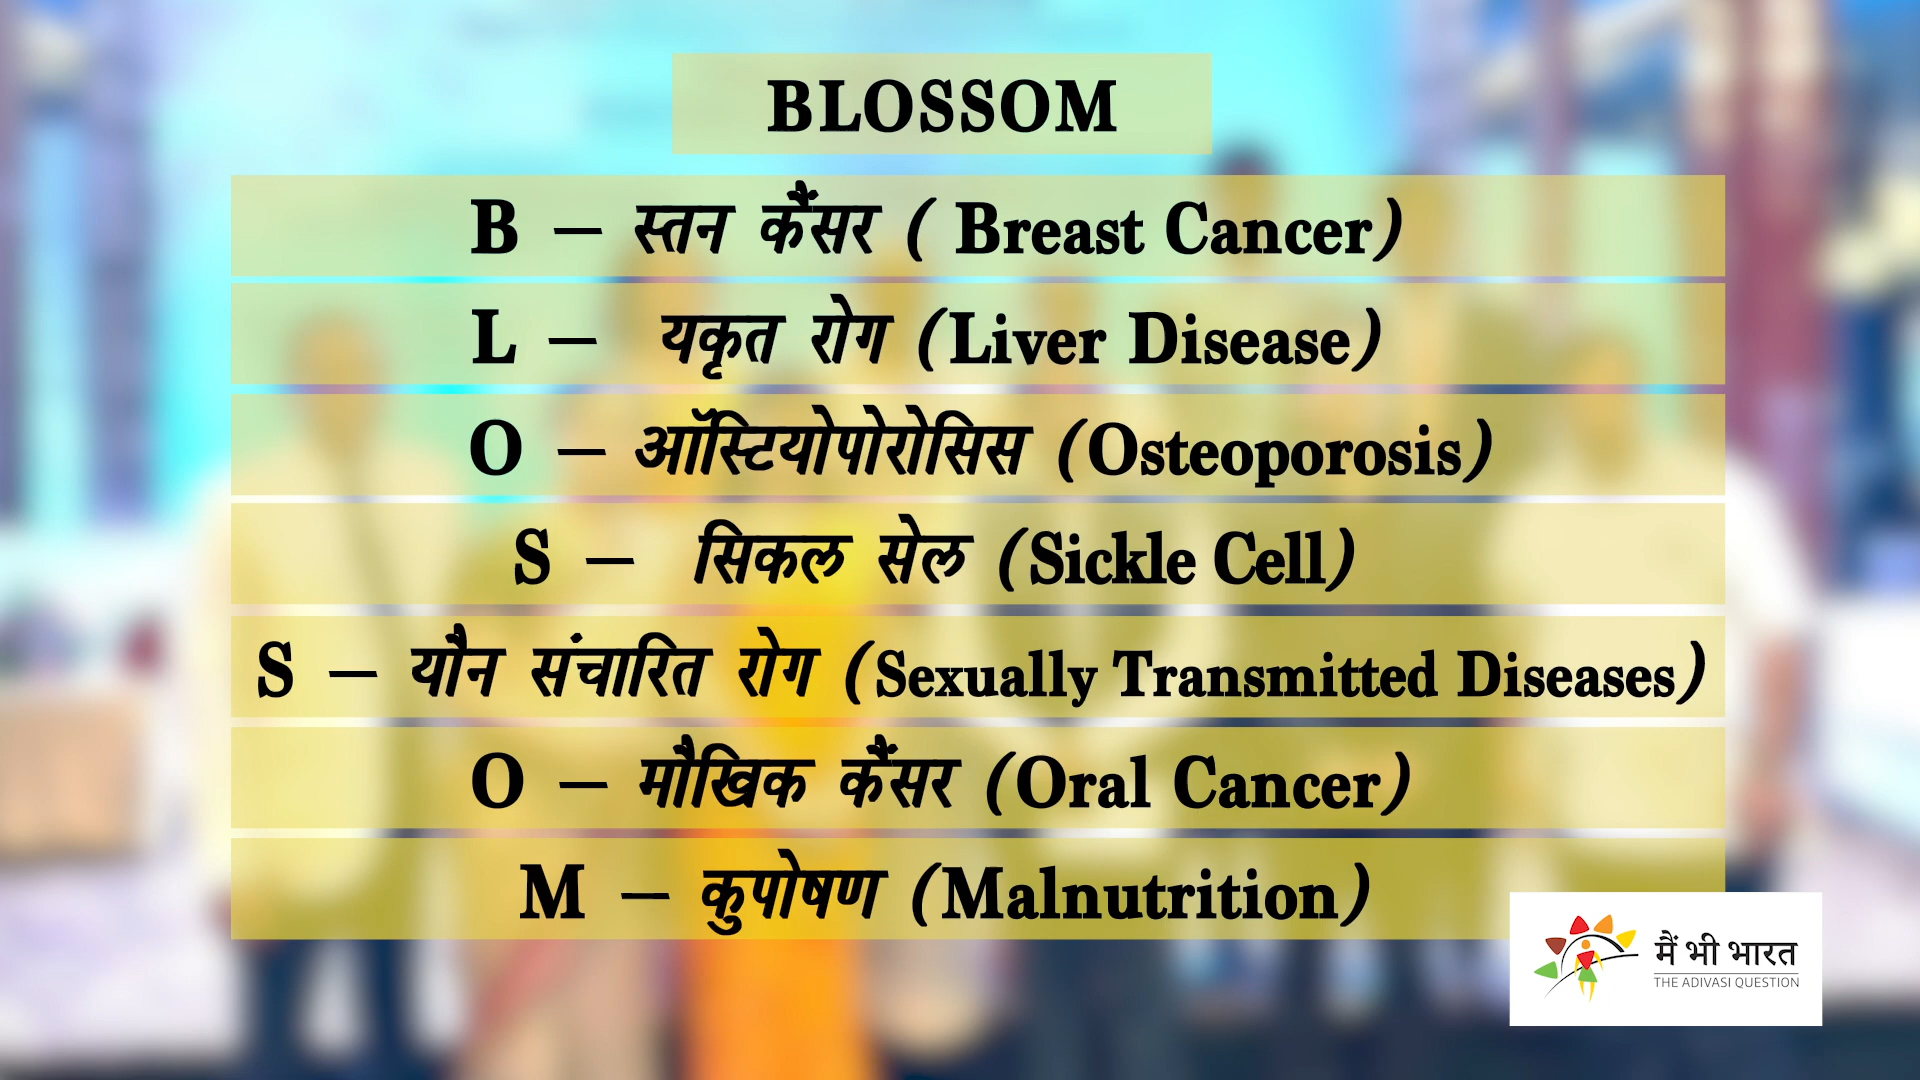 BLOSSOM
B – स्तन कैंसर ( Breast Cancer)
L – यकृत रोग (Liver Disease)
O – ऑस्टियोपोरोसिस (Osteoporosis)
S – सिकल सेल (Sickle Cell)
S – यौन संचारित रोग (Sexually Transmitted Diseases)
O – मौखिक कैंसर (Oral Cancer)
M – कुपोषण (Malnutrition)
मैं भी भारत
THE ADIVASI QUESTION